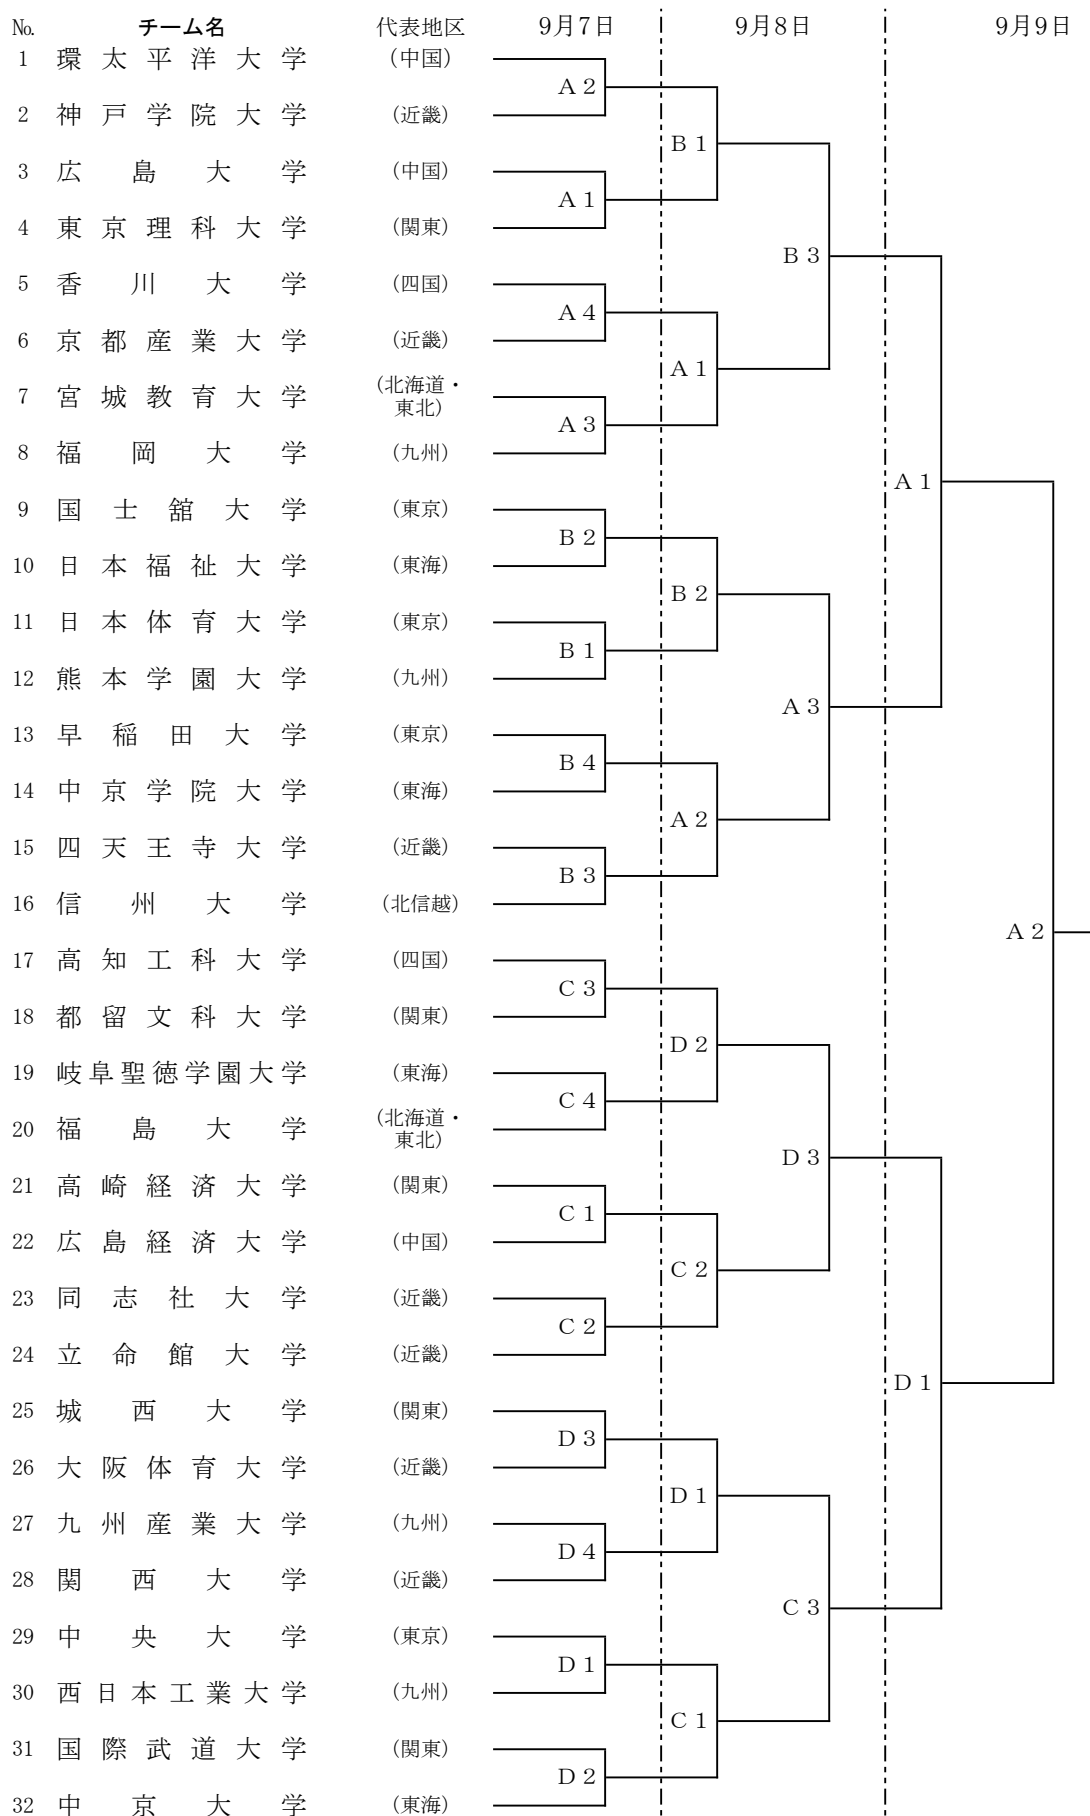 № チーム名 代表地区 9月7日 9月8日 9月9日
1 環太平洋大学 (中国)
A 2
2 神戸学院大学 (近畿)
B 1
3 広島大学 (中国)
A 1
4 東京理科大学 (関東)
B 3
5 香川大学 (四国)
A 4
6 京都産業大学 (近畿)
A 1
7 宮城教育大学 (北海道・東北)
A 3
8 福岡大学 (九州)
A 1
9 国士舘大学 (東京)
B 2
10 日本福祉大学 (東海)
B 2
11 日本体育大学 (東京)
B 1
12 熊本学園大学 (九州)
A 3
13 早稲田大学 (東京)
B 4
14 中京学院大学 (東海)
A 2
15 四天王寺大学 (近畿)
B 3
16 信州大学 (北信越)
A 2
17 高知工科大学 (四国)
C 3
18 都留文科大学 (関東)
D 2
19 岐阜聖徳学園大学 (東海)
C 4
20 福島大学 (北海道・東北)
D 3
21 高崎経済大学 (関東)
C 1
22 広島経済大学 (中国)
C 2
23 同志社大学 (近畿)
C 2
24 立命館大学 (近畿)
D 1
25 城西大学 (関東)
D 3
26 大阪体育大学 (近畿)
D 1
27 九州産業大学 (九州)
D 4
28 関西大学 (近畿)
C 3
29 中央大学 (東京)
D 1
30 西日本工業大学 (九州)
C 1
31 国際武道大学 (関東)
D 2
32 中京大学 (東海)